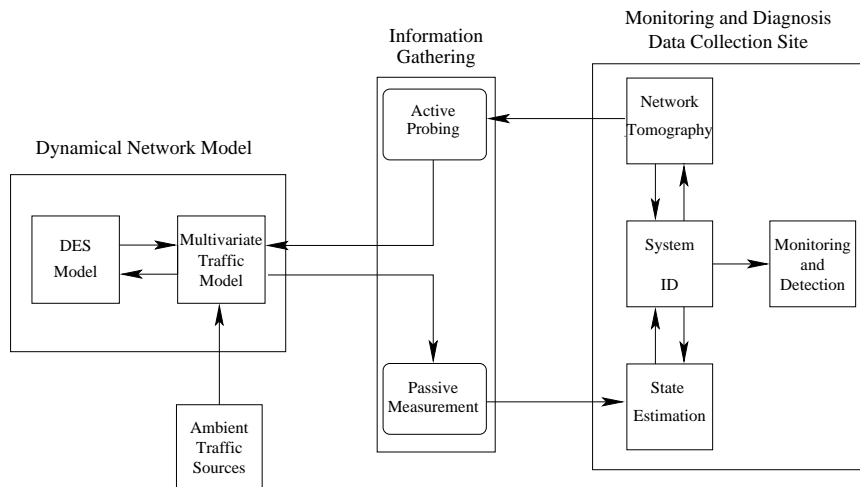 Dynamical Network Model
DES
Model
Multivariate
Traffic
Model
Ambient
Traffic
Sources
Information
Gathering
Active
Probing
Passive
Measurement
Monitoring and Diagnosis
Data Collection Site
Network
Tomography
System
ID
State
Estimation
Monitoring
and
Detection